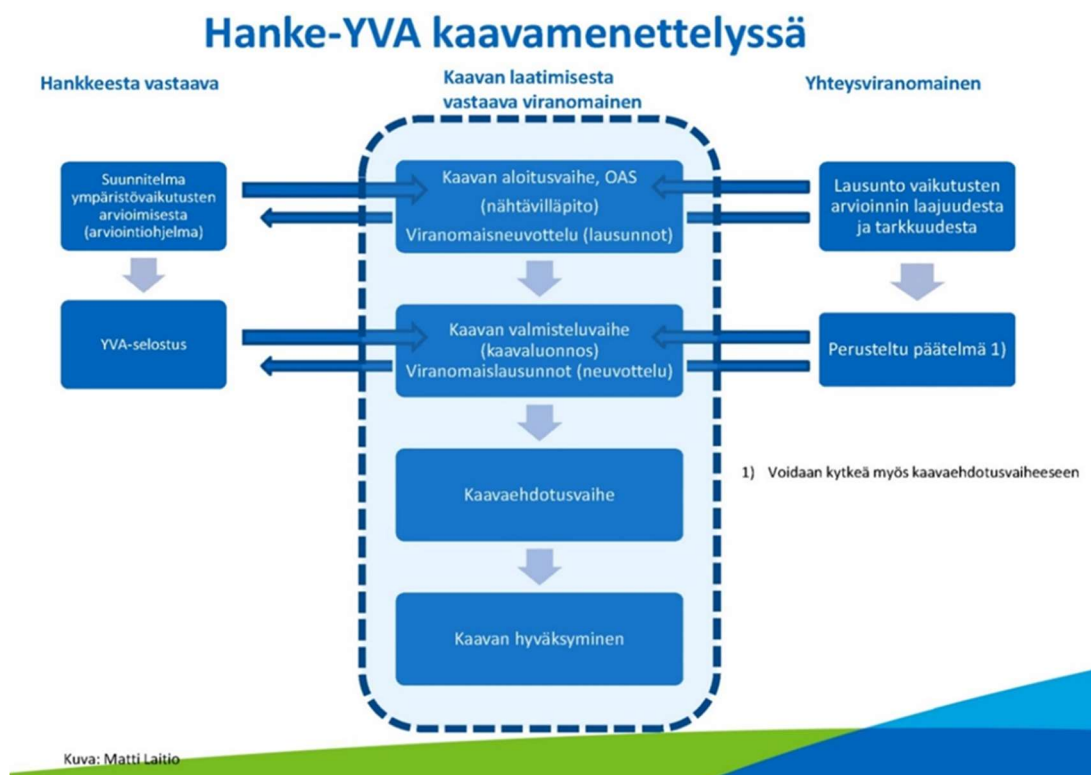 Hanke-YVA kaavamenettelyssä
Hankkeesta vastaava
Kaavan laatimisesta
vastaava viranomainen
Yhteysviranomainen
Suunnitelma
ympäristövaikutusten
arvioimisesta
(arviointiohjelma)
Kaavan aloitusvaihe, OAS
(nähtävilläpito)
Viranomaisneuvottelu (lausunnot)
Lausunto vaikutusten
arvioinnin laajuudesta
ja tarkkuudesta
YVA-selostus
Kaavan valmisteluvaihe
(kaavaluonnos)
Viranomaislausunnot (neuvottelu)
Perusteltu päätelmä 1)
Kaavaehdotusvaihe
1) Voidaan kytkeä myös kaavaehdotusvaiheeseen
Kaavan hyväksyminen
Kuva: Matti Laitio